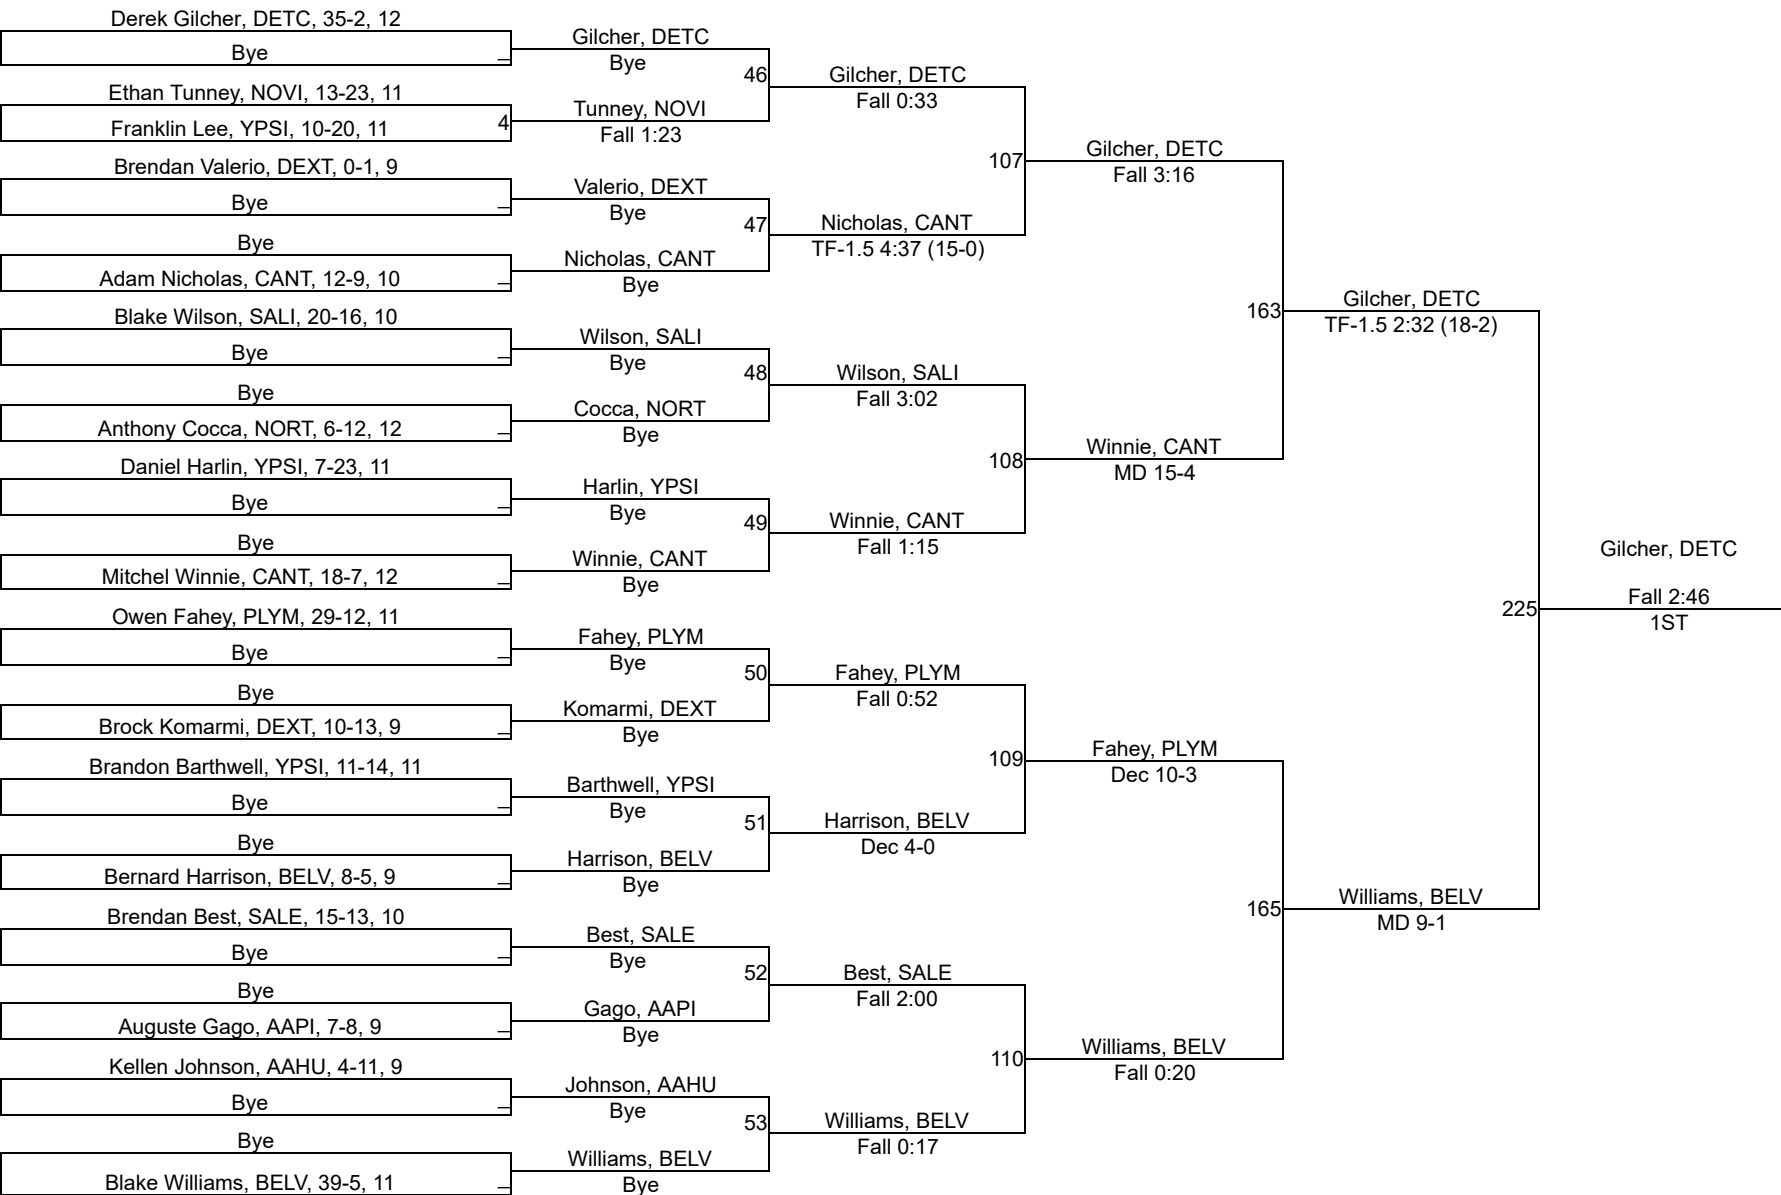 Derek Gilcher, DETC, 35-2, 12
Bye
Ethan Tunney, NOVI, 13-23, 11
Franklin Lee, YPSI, 10-20, 11
4
Brendan Valerio, DEXT, 0-1, 9
Bye
Bye
Adam Nicholas, CANT, 12-9, 10
Blake Wilson, SALI, 20-16, 10
Bye
Bye
Anthony Cocca, NORT, 6-12, 12
Daniel Harlin, YPSI, 7-23, 11
Bye
Bye
Mitchel Winnie, CANT, 18-7, 12
Owen Fahey, PLYM, 29-12, 11
Bye
Bye
Brock Komarmi, DEXT, 10-13, 9
Brandon Barthwell, YPSI, 11-14, 11
Bye
Bye
Bernard Harrison, BELV, 8-5, 9
Brendan Best, SALE, 15-13, 10
Bye
Bye
Auguste Gago, AAPI, 7-8, 9
Kellen Johnson, AAHU, 4-11, 9
Bye
Bye
Blake Williams, BELV, 39-5, 11
Gilcher, DETC
Bye
46
Tunney, NOVI
Fall 1:23
Valerio, DEXT
Bye
47
Nicholas, CANT
Bye
Wilson, SALI
Bye
48
Cocca, NORT
Bye
Harlin, YPSI
Bye
49
Winnie, CANT
Bye
Fahey, PLYM
Bye
50
Komarmi, DEXT
Bye
Barthwell, YPSI
Bye
51
Harrison, BELV
Bye
Best, SALE
Bye
52
Gago, AAPI
Bye
Johnson, AAHU
Bye
53
Williams, BELV
Bye
Gilcher, DETC
Fall 0:33
107
Nicholas, CANT
TF-1.5 4:37 (15-0)
Wilson, SALI
Fall 3:02
108
Winnie, CANT
Fall 1:15
Fahey, PLYM
Fall 0:52
109
Harrison, BELV
Dec 4-0
Best, SALE
Fall 2:00
110
Williams, BELV
Fall 0:17
Gilcher, DETC
Fall 3:16
163
Winnie, CANT
MD 15-4
Fahey, PLYM
Dec 10-3
165
Williams, BELV
Fall 0:20
Gilcher, DETC
TF-1.5 2:32 (18-2)
225
Williams, BELV
MD 9-1
Gilcher, DETC
Fall 2:46
1ST